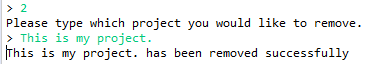 > 2
Please type which project you would like to remove.
> This is my project.
This is my project. has been removed successfully